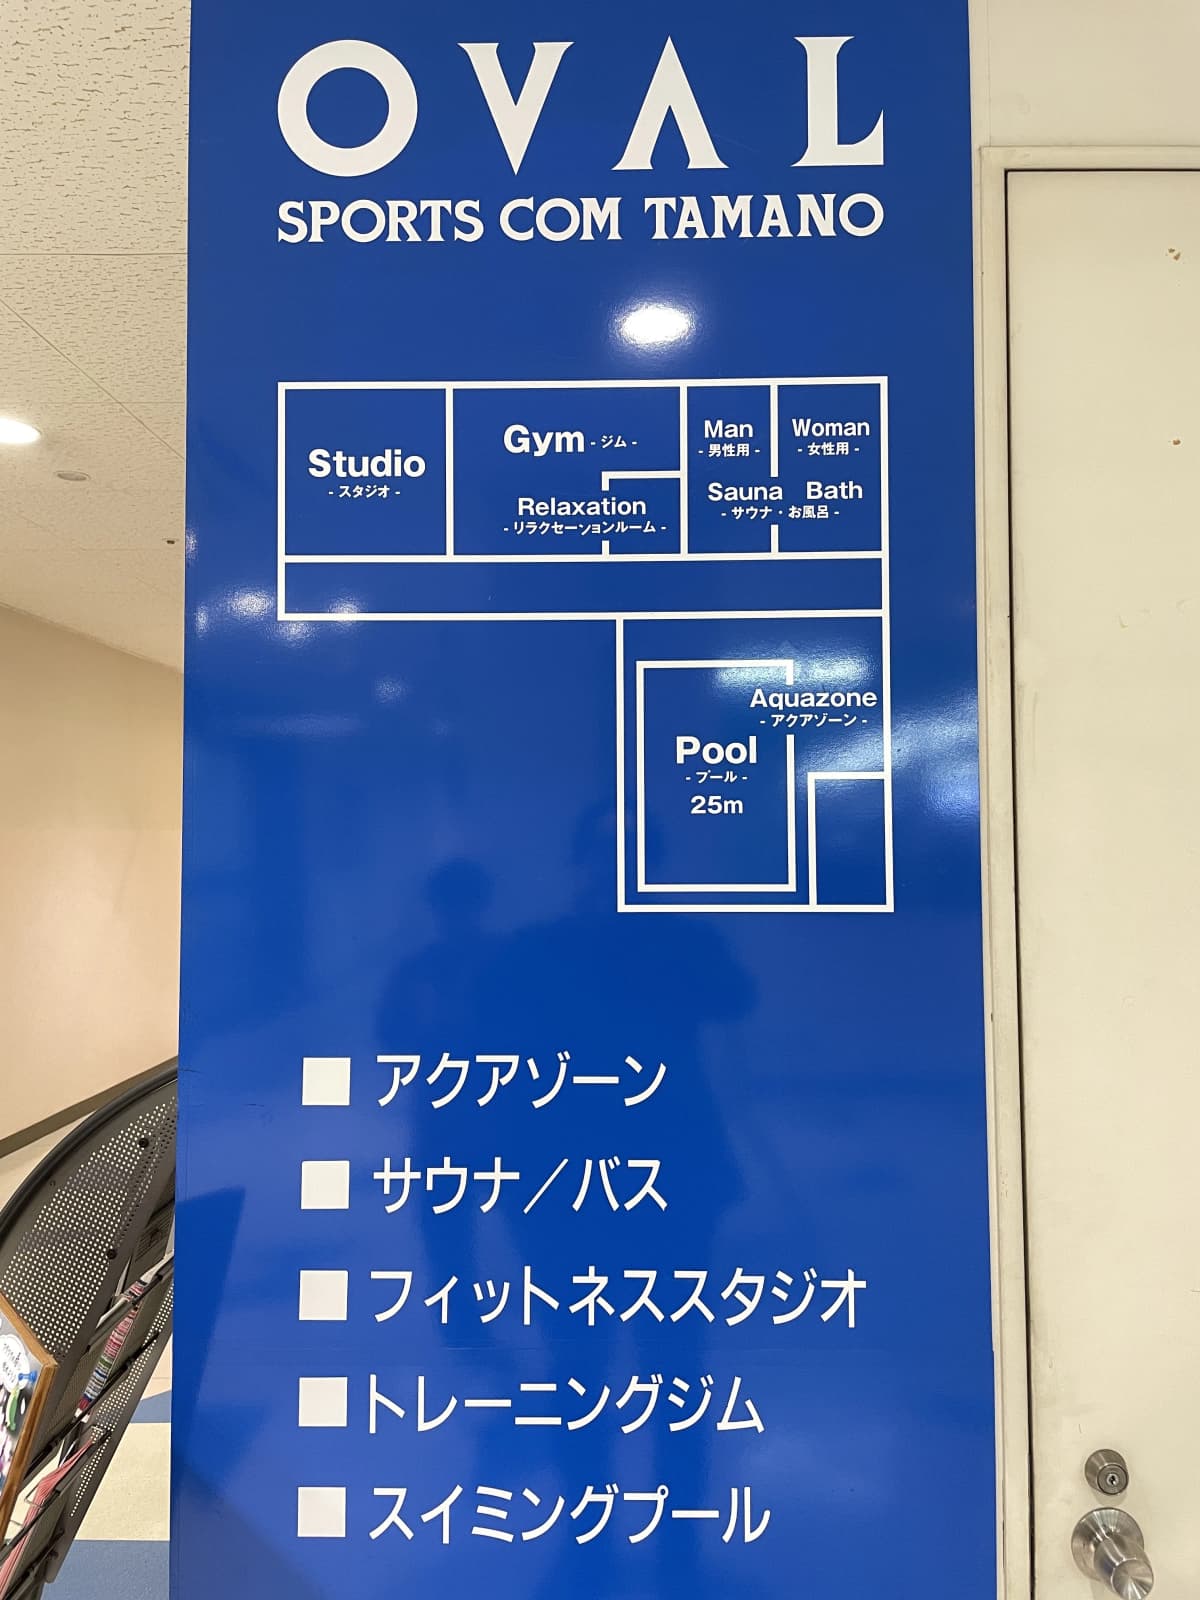 OVAL
SPORTS COM TAMANO
Studio
- スタジオ -
Gym - ジム -
Relaxation
- リラクセーションルーム -
Man
- 男性用 -
Woman
- 女性用 -
Sauna Bath
- サウナ・お風呂 -
Aquazone
- アクアゾーン -
Pool
- プール -
25m
■ アクアゾーン
■ サウナ／バス
■ フィットネススタジオ
■ トレーニングジム
■ スイミングプール